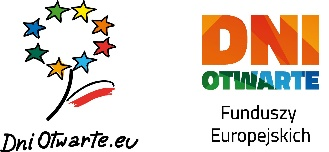 Dni Otwarte.eu
DNI
OTWARTE
Funduszy
Europejskich